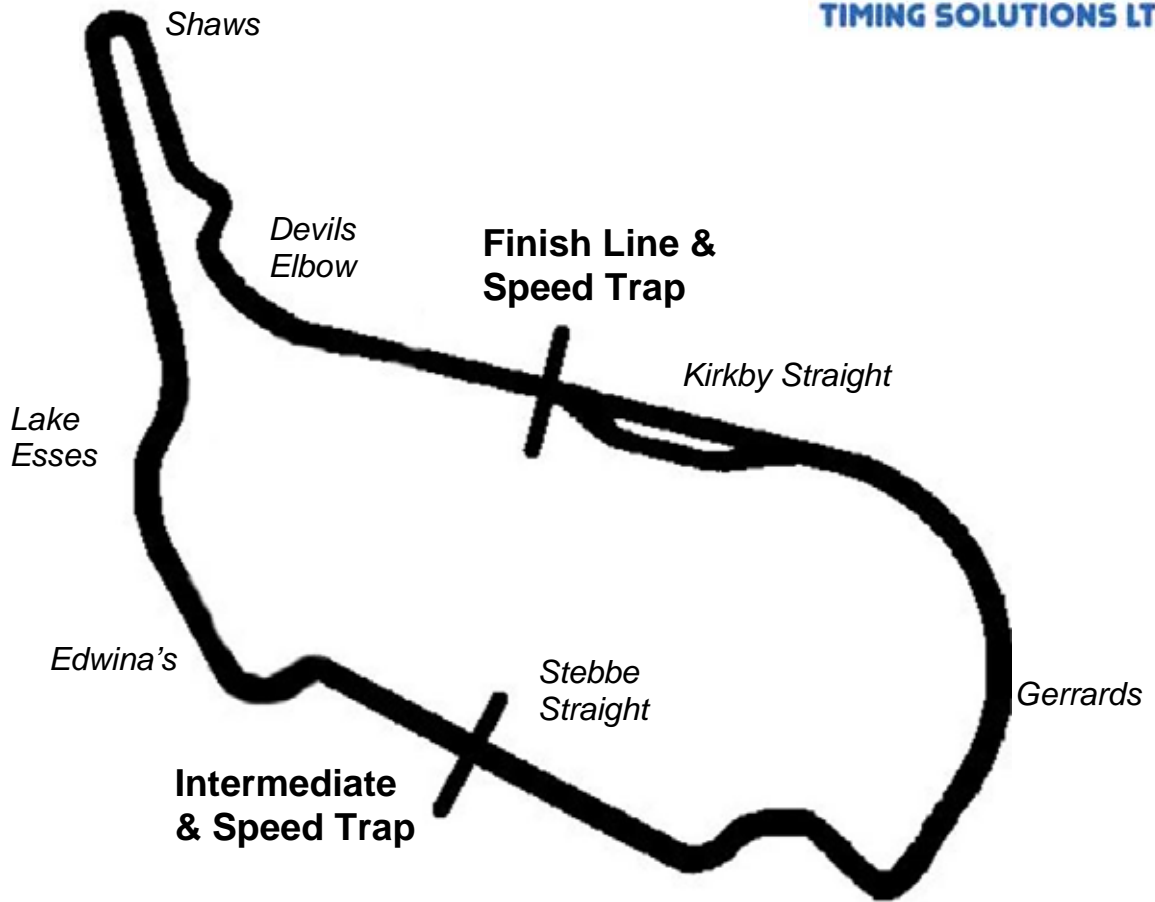 TIMING SOLUTIONS LT
Shaws
Devils
Elbow
Finish Line &
Speed Trap
Kirkby Straight
Lake
Esses
Edwina's
Stebbe
Straight
Gerrards
Intermediate
& Speed Trap